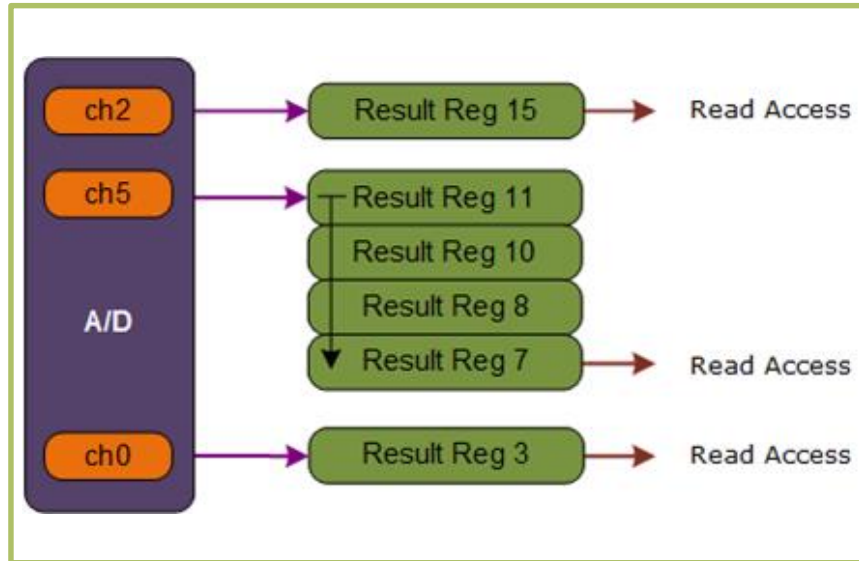 ch2
Result Reg 15
Read Access
ch5
Result Reg 11
Result Reg 10
Result Reg 8
A/D
Result Reg 7
Read Access
ch0
Result Reg 3
Read Access